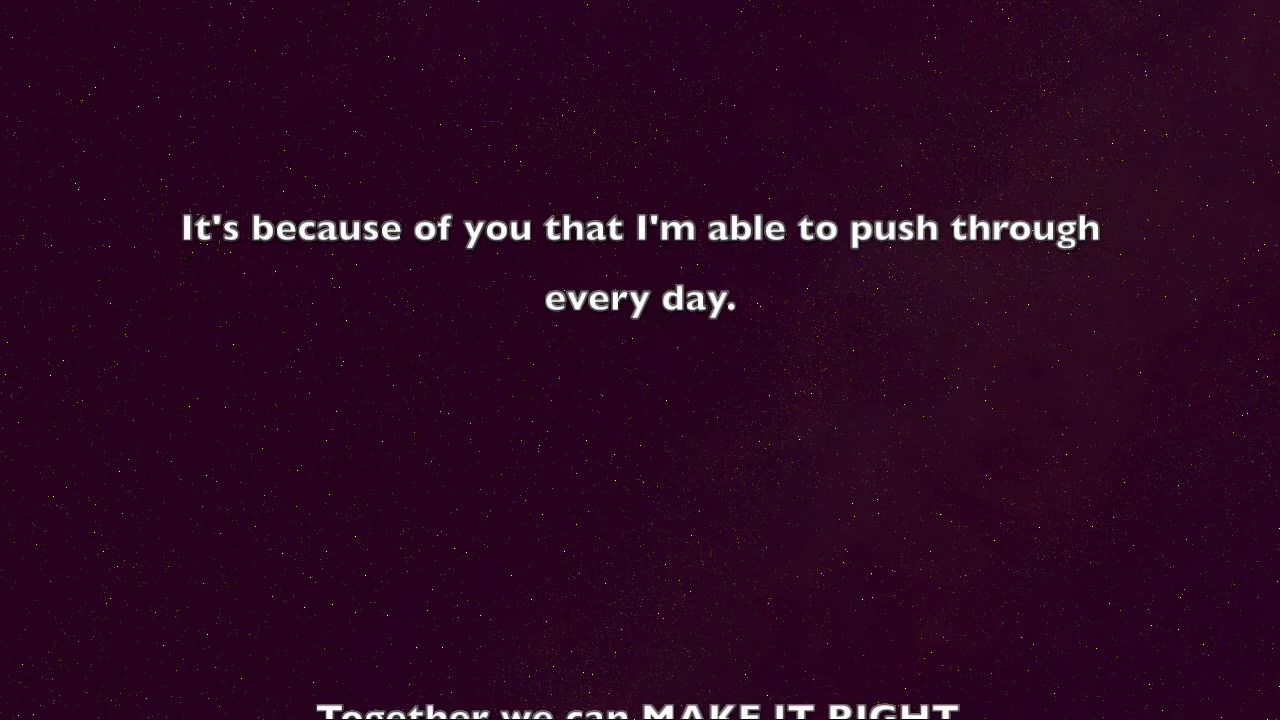 It's because of you that I'm able to push through
every day.
Together we can MAKE IT RIGHT